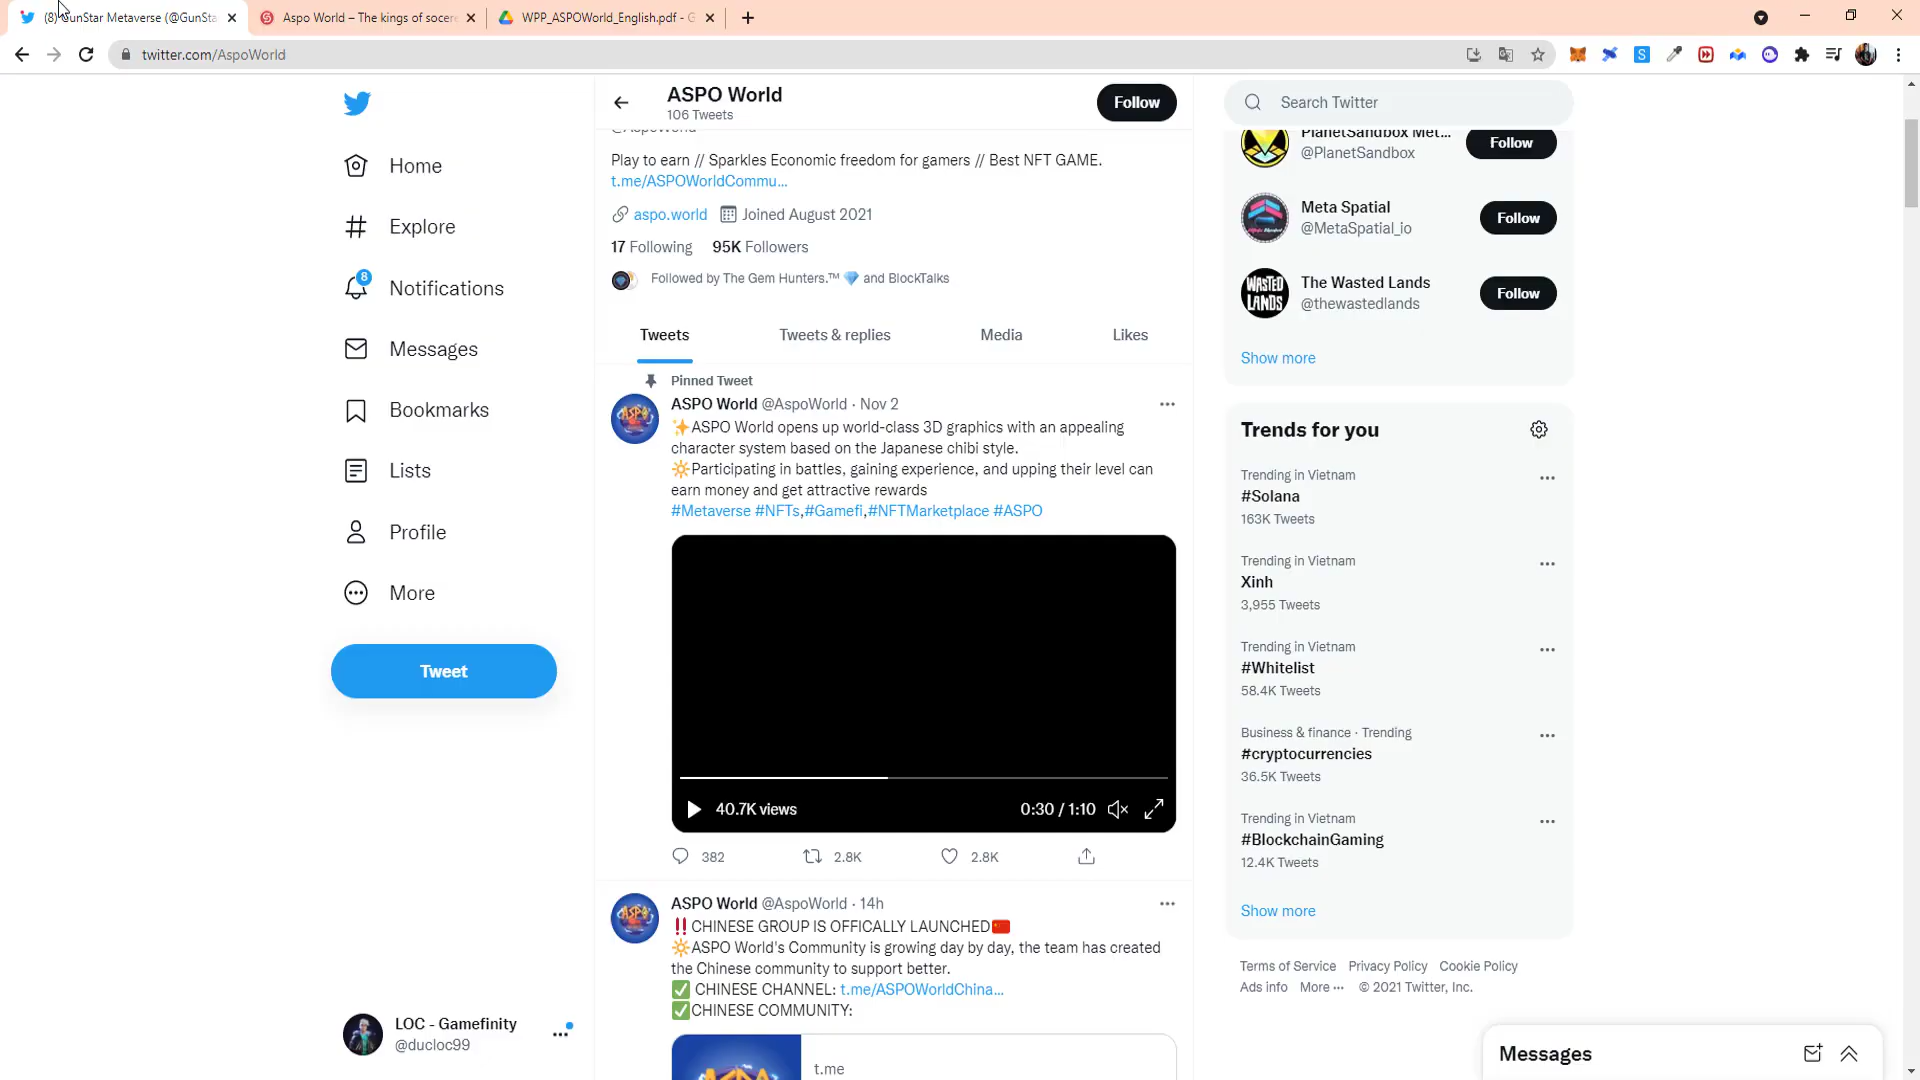 (8) GunStar Metaverse (@GunSta
Aspo World – The kings of socere
WPP_ASPOWorld_English.pdf - G
twitter.com/AspoWorld
Home
Explore
8
Notifications
Messages
Bookmarks
Lists
Profile
More
Tweet
LOC - Gamefinity
@ducloc99
ASPO World
106 Tweets
Follow
@AspoWorld
Play to earn // Sparkles Economic freedom for gamers // Best NFT GAME.
t.me/ASPOWorldCommu...
aspo.world Joined August 2021
17 Following 95K Followers
Followed by The Gem Hunters.™ 💎 and BlockTalks
Tweets Tweets & replies Media Likes
Pinned Tweet
ASPO World @AspoWorld · Nov 2
✨ASPO World opens up world-class 3D graphics with an appealing
character system based on the Japanese chibi style.
🔆Participating in battles, gaining experience, and upping their level can
earn money and get attractive rewards
#Metaverse #NFTs,#Gamefi,#NFTMarketplace #ASPO
40.7K views 0:30 / 1:10
382 2.8K 2.8K
ASPO World @AspoWorld · 14h
‼️CHINESE GROUP IS OFFICALLY LAUNCHED🇨🇳
🔆ASPO World's Community is growing day by day, the team has created
the Chinese community to support better.
✅ CHINESE CHANNEL: t.me/ASPOWorldChina...
✅CHINESE COMMUNITY:
ASPO
t.me
Search Twitter
PlanetSandbox Met...
@PlanetSandbox
Follow
Meta Spatial
@MetaSpatial_io
Follow
WASTED
LANDS
The Wasted Lands
@thewastedlands
Follow
Show more
Trends for you
Trending in Vietnam
#Solana
163K Tweets
Trending in Vietnam
Xinh
3,955 Tweets
Trending in Vietnam
#Whitelist
58.4K Tweets
Business & finance · Trending
#cryptocurrencies
36.5K Tweets
Trending in Vietnam
#BlockchainGaming
12.4K Tweets
Show more
Terms of Service Privacy Policy Cookie Policy
Ads info More ··· © 2021 Twitter, Inc.
Messages